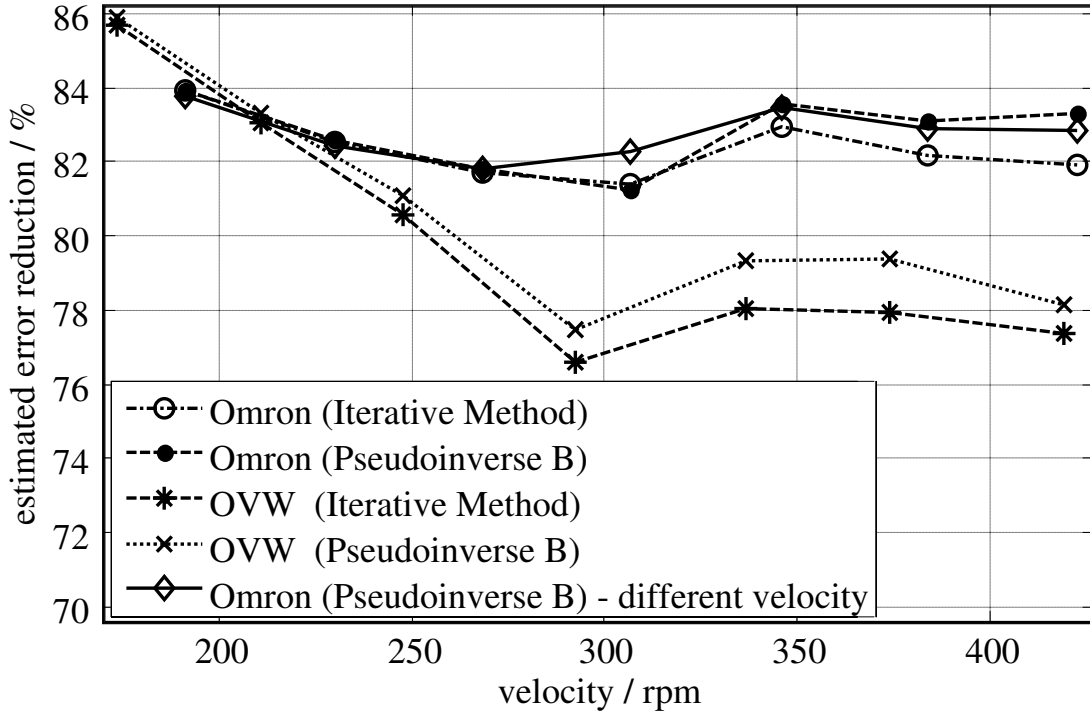 86
84
82
80
78
76
74
72
70
estimated error reduction / %
Omron (Iterative Method)
Omron (Pseudoinverse B)
OVW (Iterative Method)
OVW (Pseudoinverse B)
Omron (Pseudoinverse B) - different velocity
200 250 300 350 400
velocity / rpm